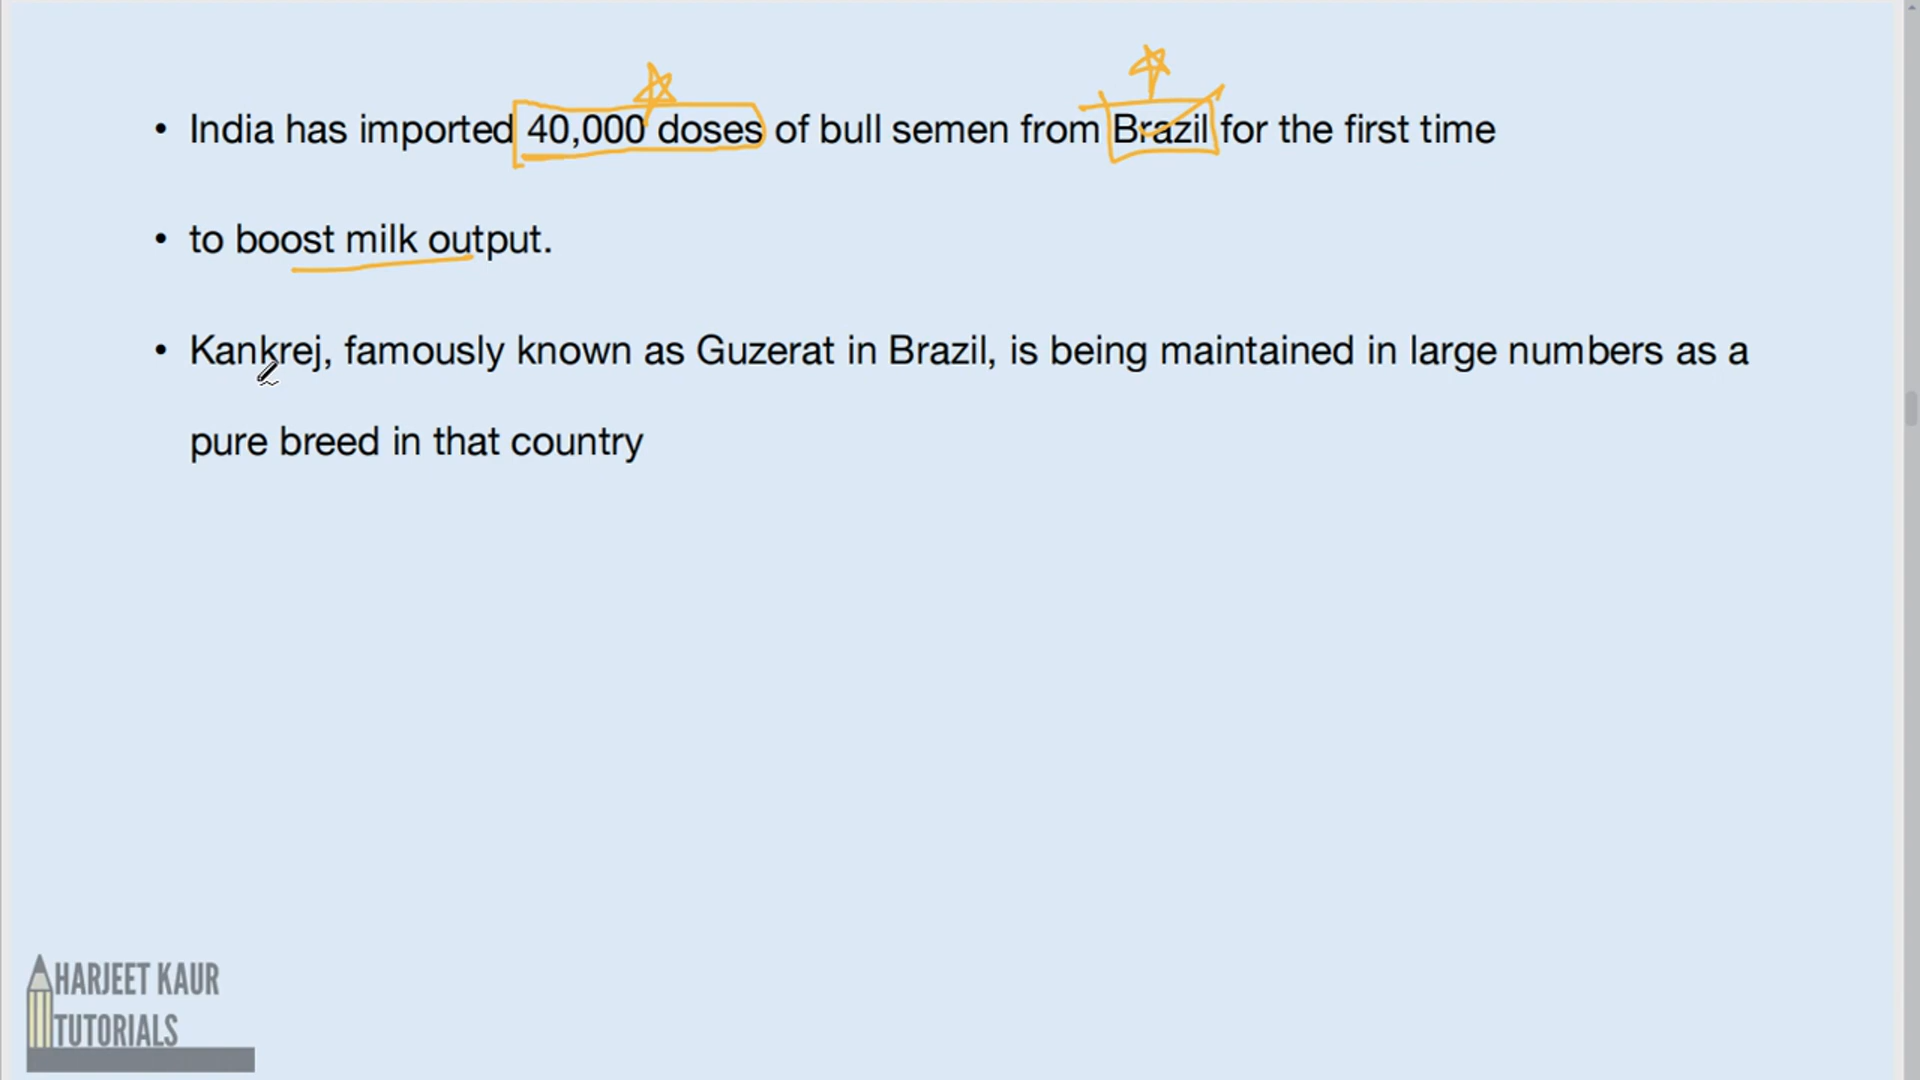 • India has imported 40,000 doses of bull semen from Brazil for the first time
• to boost milk output.
• Kankrej, famously known as Guzerat in Brazil, is being maintained in large numbers as a
pure breed in that country
HARJEET KAUR
TUTORIALS